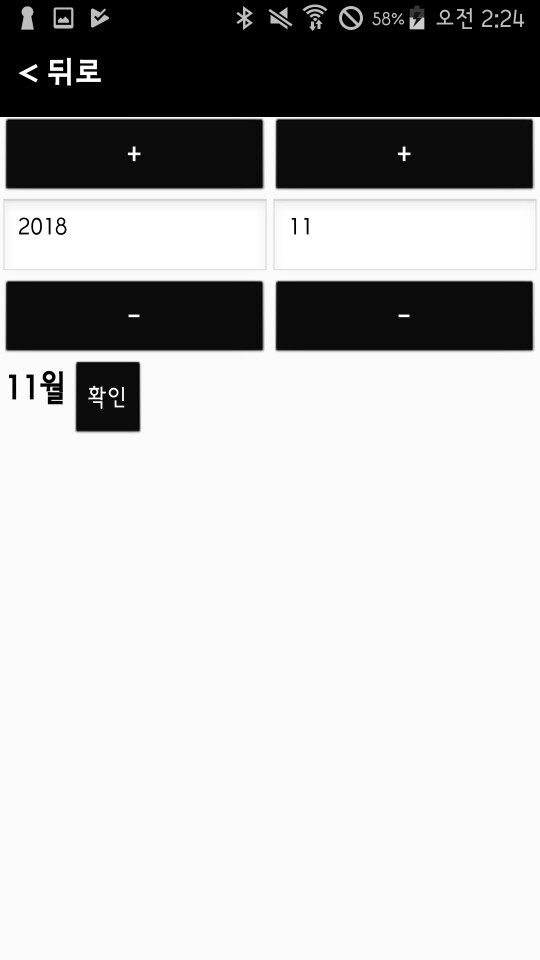 58% 오전 2:24
< 뒤로
+ +
2018 11
- -
11월 확인